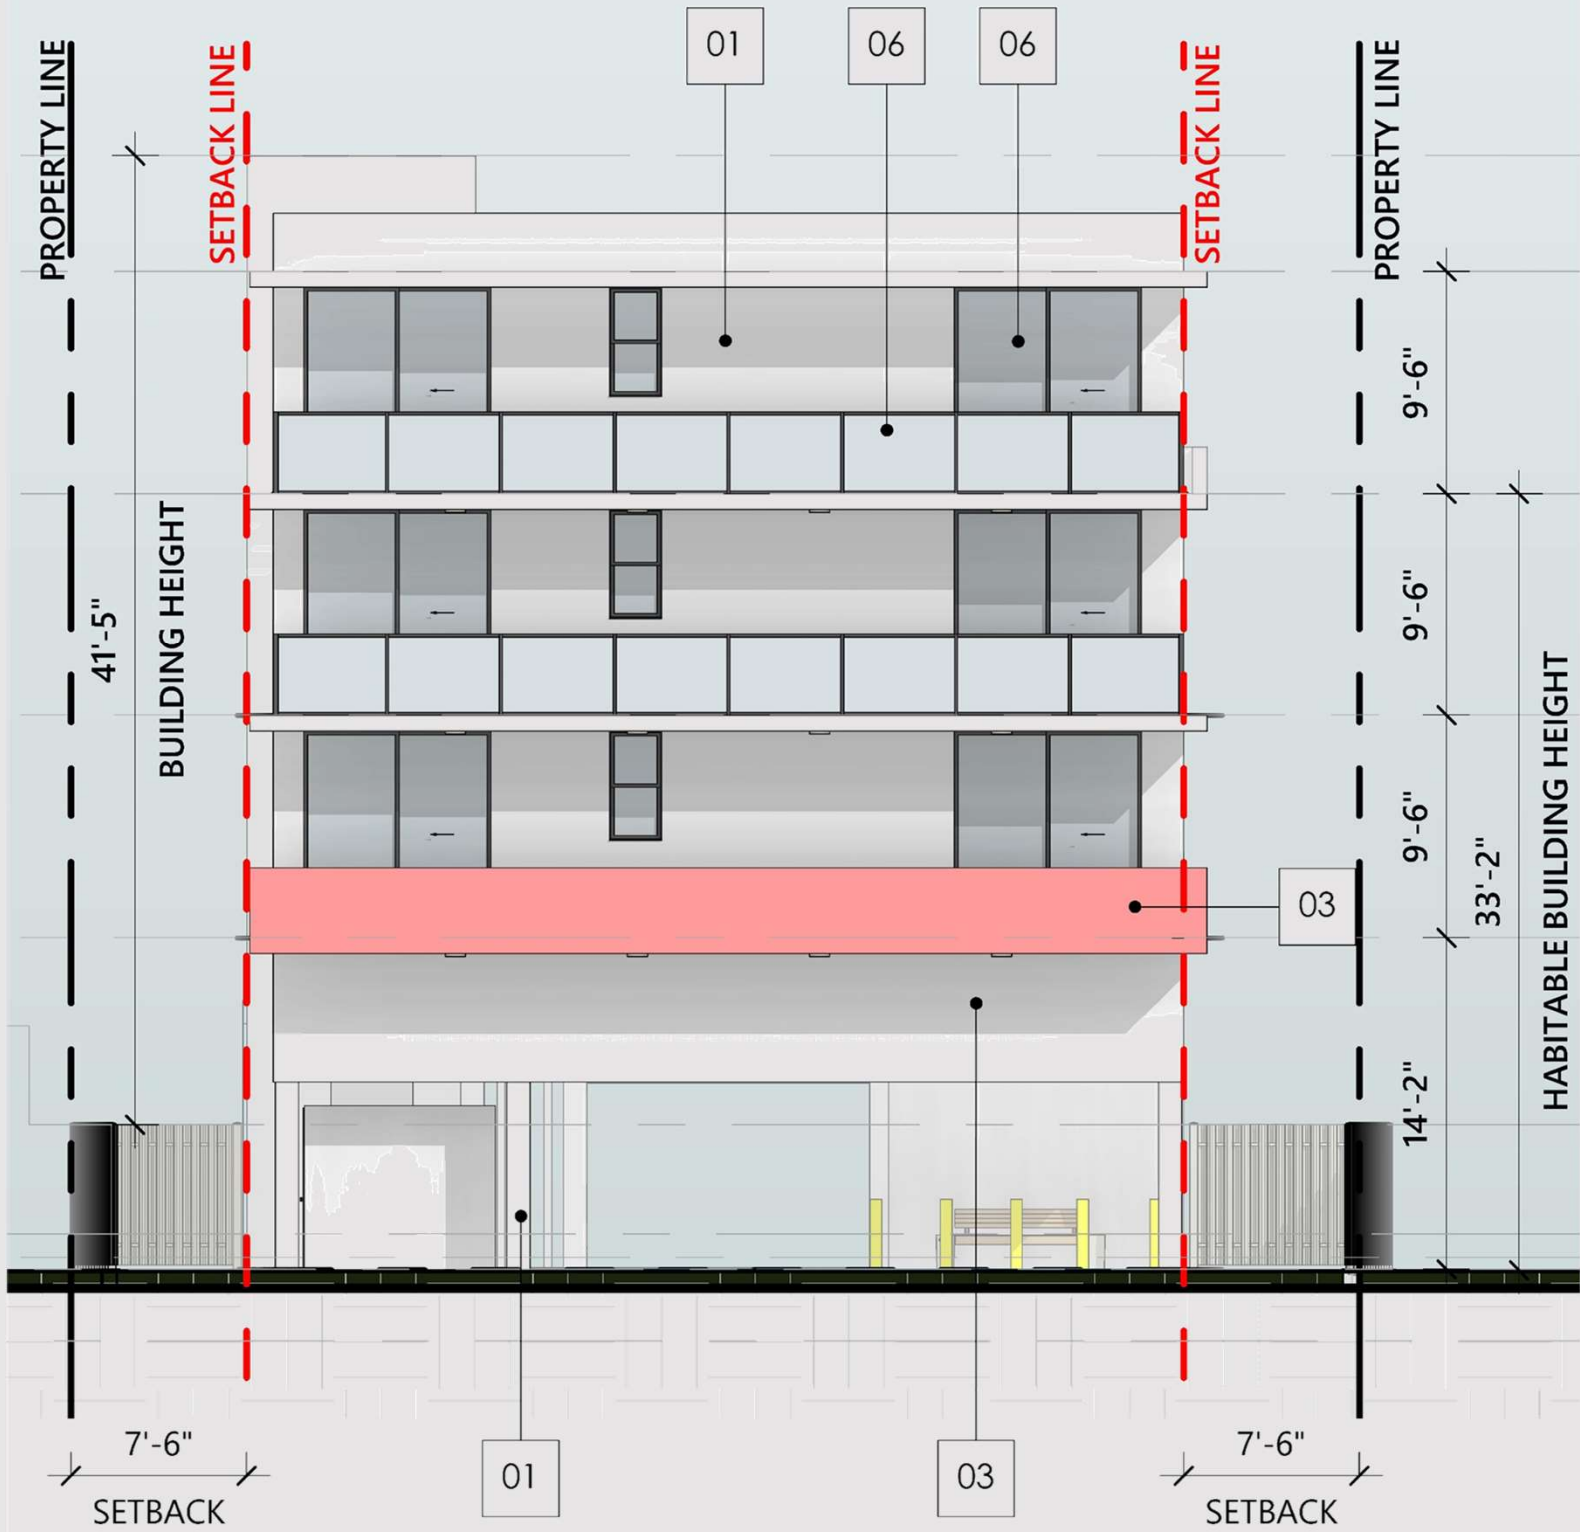 01
06
06
PROPERTY LINE
SETBACK LINE
SETBACK LINE
PROPERTY LINE
9'-6"
41'-5"
BUILDING HEIGHT
9'-6"
9'-6"
33'-2"
HABITABLE BUILDING HEIGHT
03
14'-2"
7'-6"
SETBACK
01
03
7'-6"
SETBACK